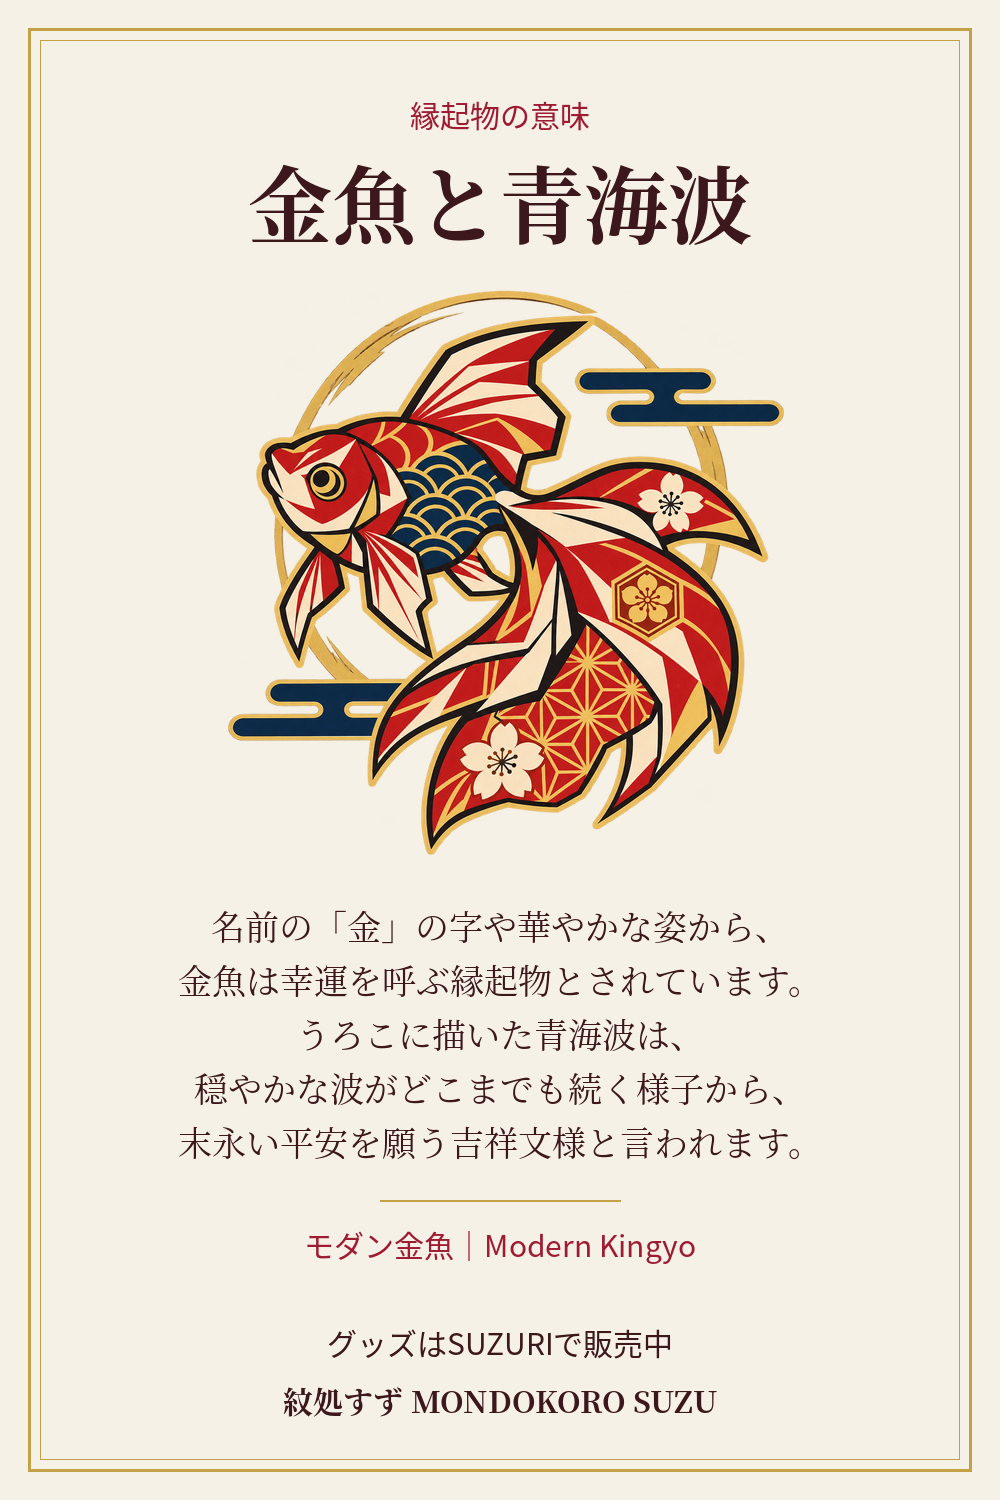 縁起物の意味
金魚と青海波
名前の「金」の字や華やかな姿から、
金魚は幸運を呼ぶ縁起物とされています。
うろこに描いた青海波は、
穏やかな波がどこまでも続く様子から、
末永い平安を願う吉祥文様と言われます。
モダン金魚｜Modern Kingyo
グッズはSUZURIで販売中
紋処すず MONDOKORO SUZU